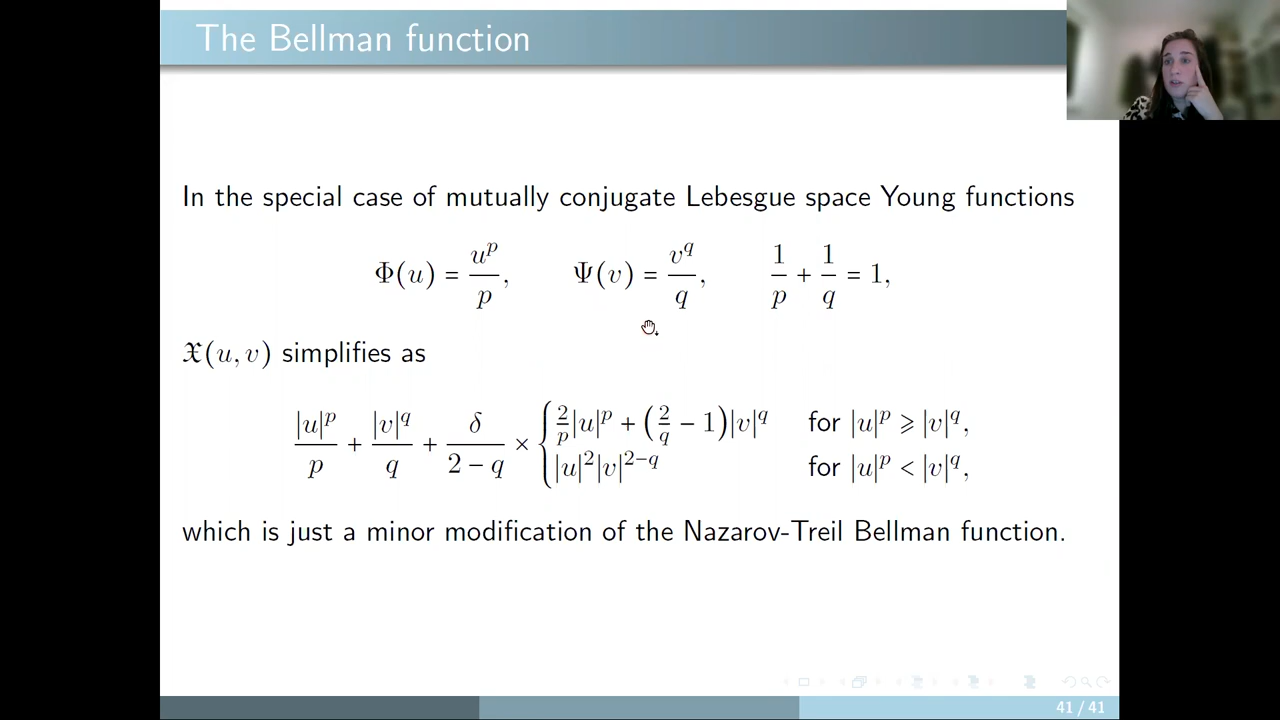 The Bellman function
In the special case of mutually conjugate Lebesgue space Young functions
Φ(u) = u^p/p, Ψ(v) = v^q/q, 1/p + 1/q = 1,
𝔛(u, v) simplifies as
|u|^p/p + |v|^q/q + δ/(2 − q) × { 2/p|u|^p + (2/q − 1)|v|^q for |u|^p ⩾ |v|^q,
|u|^2|v|^{2−q} for |u|^p < |v|^q,
which is just a minor modification of the Nazarov-Treil Bellman function.
41 / 41